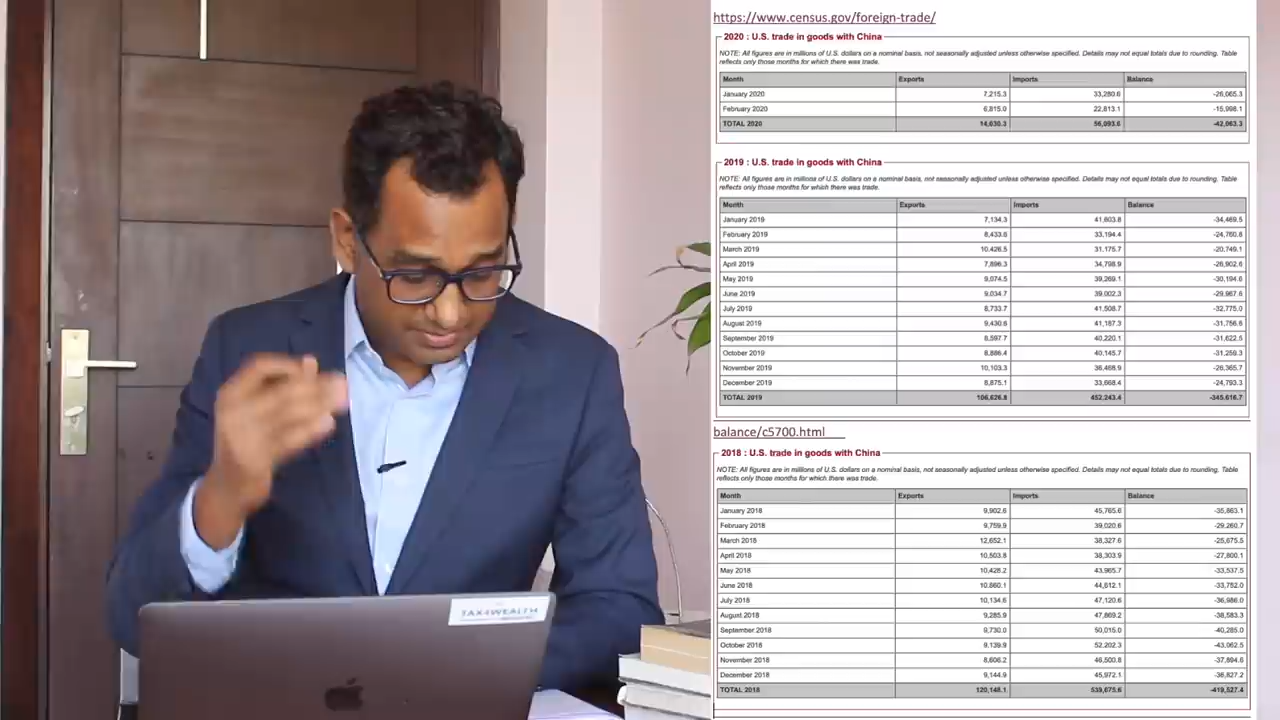 https://www.census.gov/foreign-trade/
2020 : U.S. trade in goods with China
NOTE: All figures are in millions of U.S. dollars on a nominal basis, not seasonally adjusted unless otherwise specified. Details may not equal totals due to rounding. Table
reflects only those months for which there was trade.
Month Exports Imports Balance
January 2020 7,215.3 33,280.6 -26,065.3
February 2020 6,815.0 22,813.1 -15,998.1
TOTAL 2020 14,030.3 56,093.6 -42,063.3
2019 : U.S. trade in goods with China
NOTE: All figures are in millions of U.S. dollars on a nominal basis, not seasonally adjusted unless otherwise specified. Details may not equal totals due to rounding. Table
reflects only those months for which there was trade.
Month Exports Imports Balance
January 2019 7,134.3 41,603.8 -34,469.5
February 2019 8,433.6 33,194.4 -24,760.8
March 2019 10,426.5 31,175.7 -20,749.1
April 2019 7,896.3 34,798.9 -26,902.6
May 2019 9,074.5 39,269.1 -30,194.6
June 2019 9,034.7 39,002.3 -29,967.6
July 2019 8,733.7 41,508.7 -32,775.0
August 2019 9,430.6 41,187.3 -31,756.6
September 2019 8,597.7 40,220.1 -31,622.5
October 2019 8,886.4 40,145.7 -31,259.3
November 2019 10,103.3 36,468.9 -26,365.7
December 2019 8,875.1 33,668.4 -24,793.3
TOTAL 2019 106,626.8 452,243.4 -345,616.7
balance/c5700.html
2018 : U.S. trade in goods with China
NOTE: All figures are in millions of U.S. dollars on a nominal basis, not seasonally adjusted unless otherwise specified. Details may not equal totals due to rounding. Table
reflects only those months for which there was trade.
Month Exports Imports Balance
January 2018 9,902.6 45,765.6 -35,863.1
February 2018 9,759.9 39,020.6 -29,260.7
March 2018 12,652.1 38,327.6 -25,675.5
April 2018 10,503.8 38,303.9 -27,800.1
May 2018 10,428.2 43,965.7 -33,537.5
June 2018 10,860.1 44,612.1 -33,752.0
July 2018 10,134.6 47,120.6 -36,986.0
August 2018 9,285.9 47,869.2 -38,583.3
September 2018 9,730.0 50,015.0 -40,285.0
October 2018 9,139.9 52,202.3 -43,062.5
November 2018 8,606.2 46,500.8 -37,894.6
December 2018 9,144.9 45,972.1 -36,827.2
TOTAL 2018 120,148.1 539,675.6 -419,527.4
TAX4WEALTH